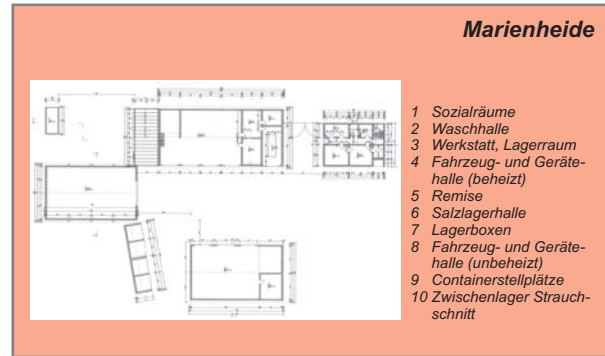 Marienheide
1 Sozialräume
2 Waschhalle
3 Werkstatt, Lagerraum
4 Fahrzeug- und Geräte-
halle (beheizt)
5 Remise
6 Salzlagerhalle
7 Lagerboxen
8 Fahrzeug- und Geräte-
halle (unbeheizt)
9 Containerstellplätze
10 Zwischenlager Strauch-
schnitt